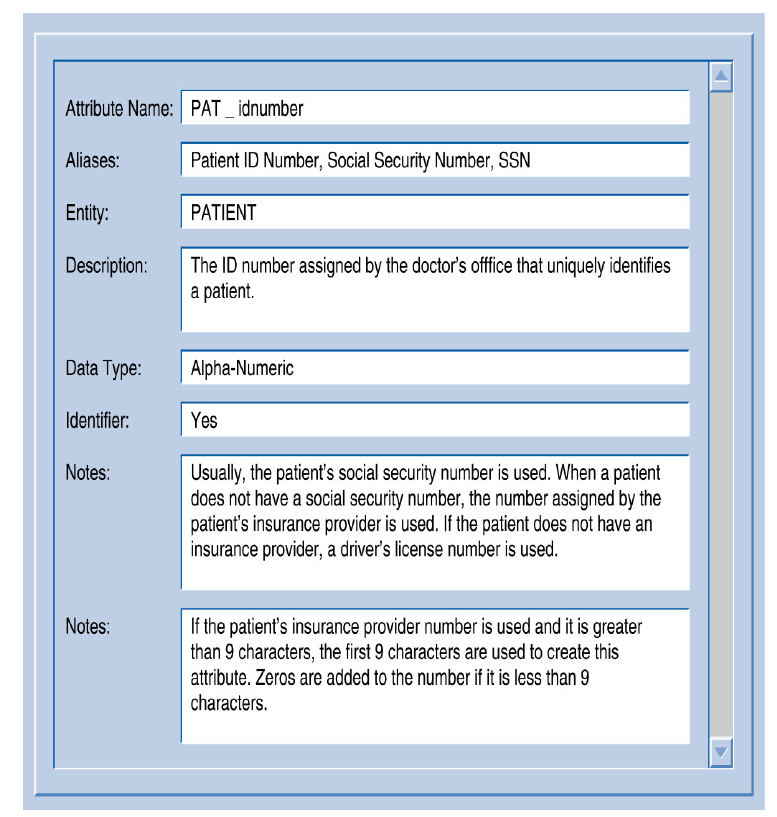 Attribute Name: PAT _ idnumber
Aliases: Patient ID Number, Social Security Number, SSN
Entity: PATIENT
Description: The ID number assigned by the doctor's offfice that uniquely identifies
a patient.
Data Type: Alpha-Numeric
Identifier: Yes
Notes: Usually, the patient's social security number is used. When a patient
does not have a social security number, the number assigned by the
patient's insurance provider is used. If the patient does not have an
insurance provider, a driver's license number is used.
Notes: If the patient's insurance provider number is used and it is greater
than 9 characters, the first 9 characters are used to create this
attribute. Zeros are added to the number if it is less than 9
characters.